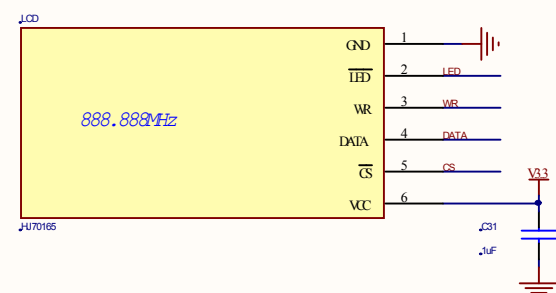 LCD
GND 1
LED 2 LED
888.888MHz
WR 3 WR
DATA 4 DATA
CS 5 CS
V33
VCC 6
HJ70165
C31
.1uF